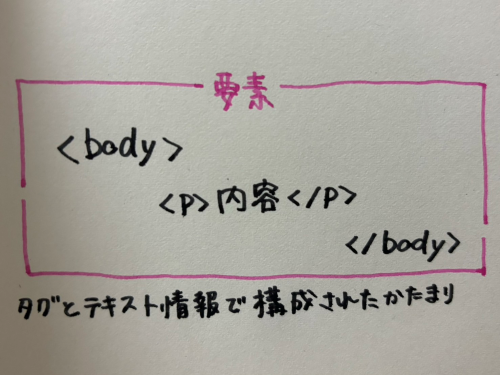 要素
<body>
<p>内容</p>
</body>
タグとテキスト情報で構成されたかたまり